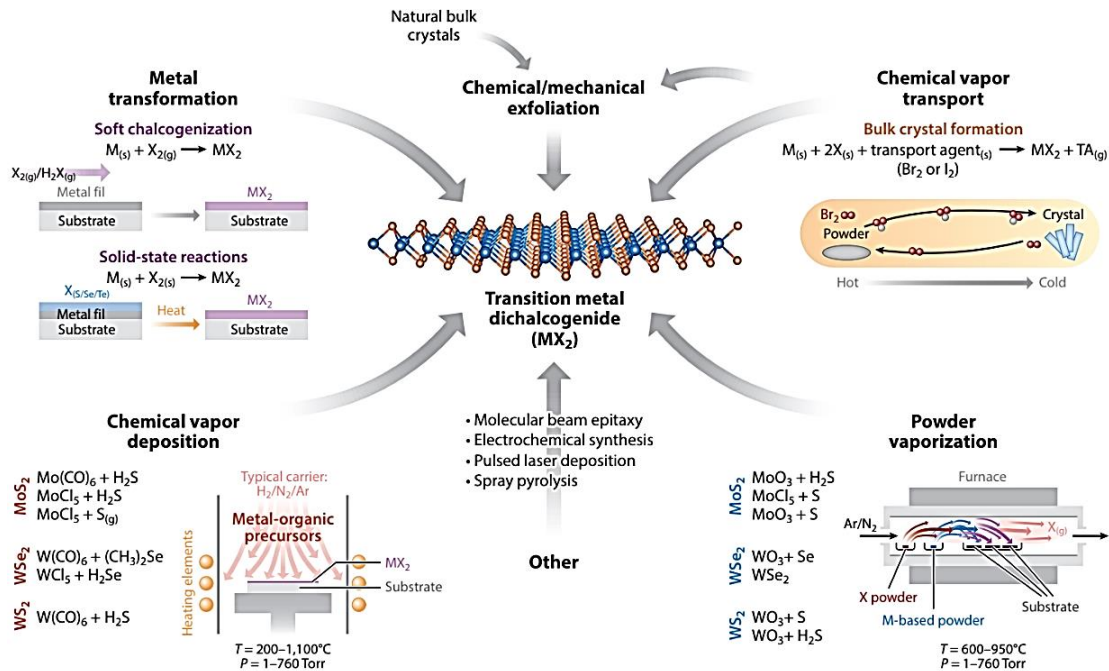 Natural bulk
crystals
Chemical/mechanical
exfoliation
Metal
transformation
Soft chalcogenization
M(s) + X2(g) → MX2
X2(g)/H2X(g)
Metal fil
Substrate
MX2
Substrate
Solid-state reactions
M(s) + X2(s) → MX2
X(S/Se/Te)
Metal fil
Substrate
Heat
MX2
Substrate
Chemical vapor
transport
Bulk crystal formation
M(s) + 2X(s) + transport agent(s) → MX2 + TA(g)
(Br2 or I2)
Br2
Powder
Crystal
Hot
Cold
Transition metal
dichalcogenide
(MX2)
Chemical vapor
deposition
MoS2
Mo(CO)6 + H2S
MoCl5 + H2S
MoCl5 + S(g)
WSe2
W(CO)6 + (CH3)2Se
WCl5 + H2Se
WS2
W(CO)6 + H2S
Typical carrier:
H2/N2/Ar
Metal-organic
precursors
Heating elements
MX2
Substrate
T = 200–1,100°C
P = 1–760 Torr
• Molecular beam epitaxy
• Electrochemical synthesis
• Pulsed laser deposition
• Spray pyrolysis
Other
Powder
vaporization
MoS2
MoO3 + H2S
MoCl5 + S
MoO3 + S
WSe2
WO3 + Se
WSe2
WS2
WO3 + S
WO3 + H2S
Furnace
Ar/N2
X(g)
X powder
M-based powder
Substrate
T = 600–950°C
P = 1–760 Torr